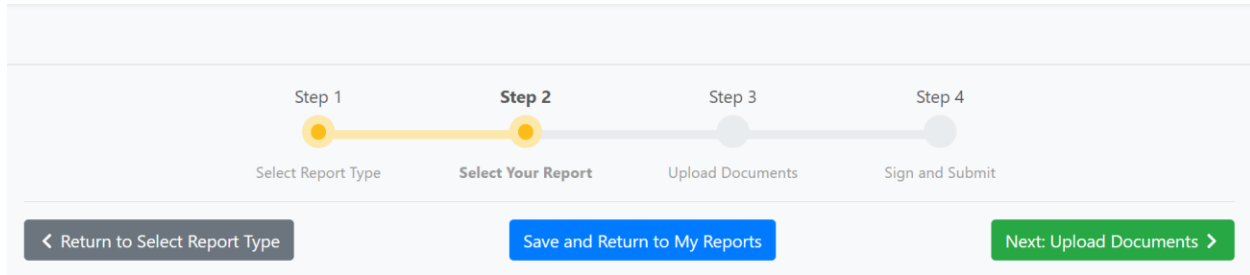 Step 1 Step 2 Step 3 Step 4
Select Report Type Select Your Report Upload Documents Sign and Submit
Return to Select Report Type Save and Return to My Reports Next: Upload Documents